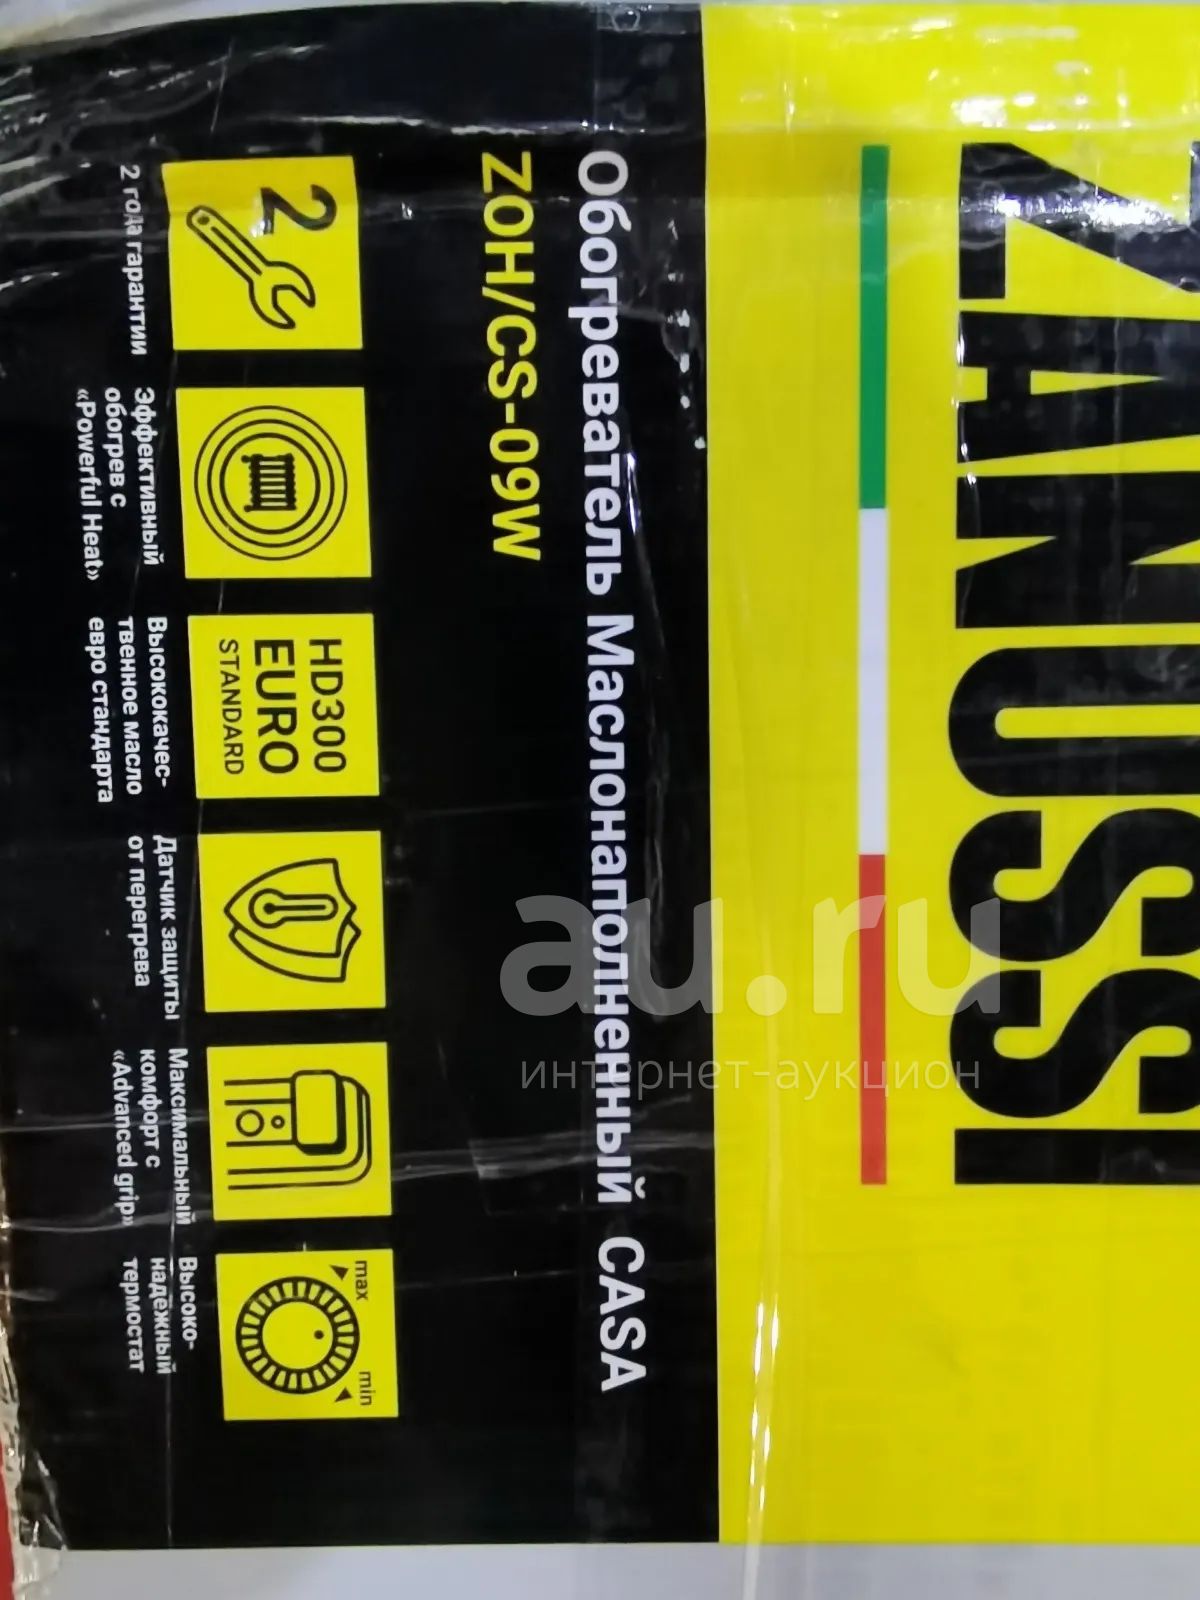 ZANUSSI
Обогреватель Маслонаполненный CASA
ZOH/CS-09W
2
2 года гарантии
Эффективный
обогрев с
«Powerful Heat»
HD300
EURO
STANDARD
Высококачес-
твенное масло
евро стандарта
Датчик защиты
от перегрева
Максимальный
комфорт с
«Advanced grip»
max
min
Высоко-
надёжный
термостат
au.ru
интернет-аукцион